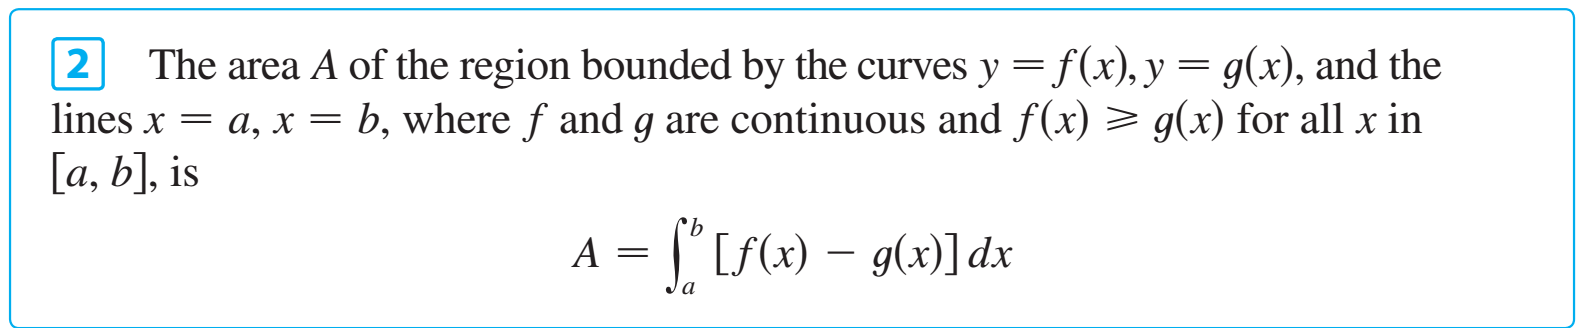 2 The area A of the region bounded by the curves y = f(x), y = g(x), and the
lines x = a, x = b, where f and g are continuous and f(x) ⩾ g(x) for all x in
[a, b], is
A = ∫ₐᵇ [f(x) − g(x)] dx